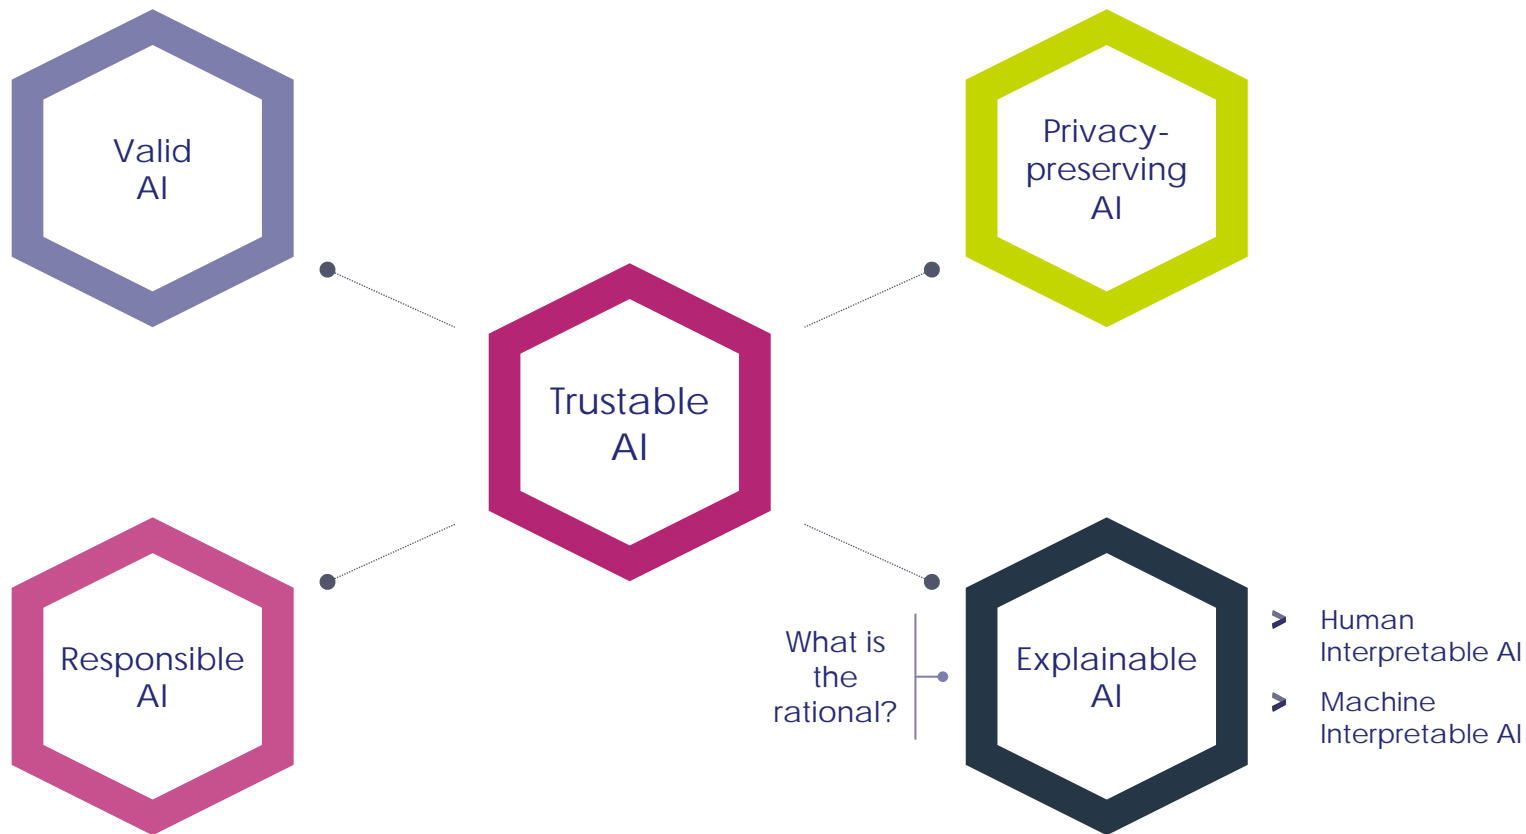 Valid
AI
Privacy-
preserving
AI
Trustable
AI
Responsible
AI
What is
the
rational?
Explainable
AI
> Human
Interpretable AI
> Machine
Interpretable AI